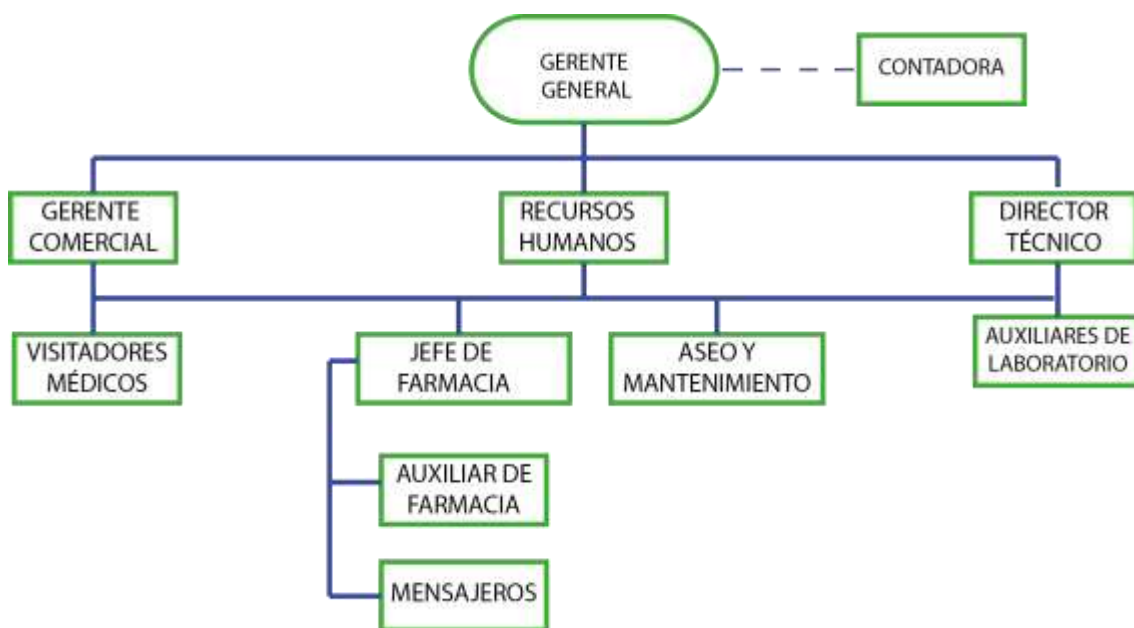 GERENTE
GENERAL
CONTADORA
GERENTE
COMERCIAL
RECURSOS
HUMANOS
DIRECTOR
TÉCNICO
VISITADORES
MÉDICOS
JEFE DE
FARMACIA
ASEO Y
MANTENIMIENTO
AUXILIARES DE
LABORATORIO
AUXILIAR DE
FARMACIA
MENSAJEROS